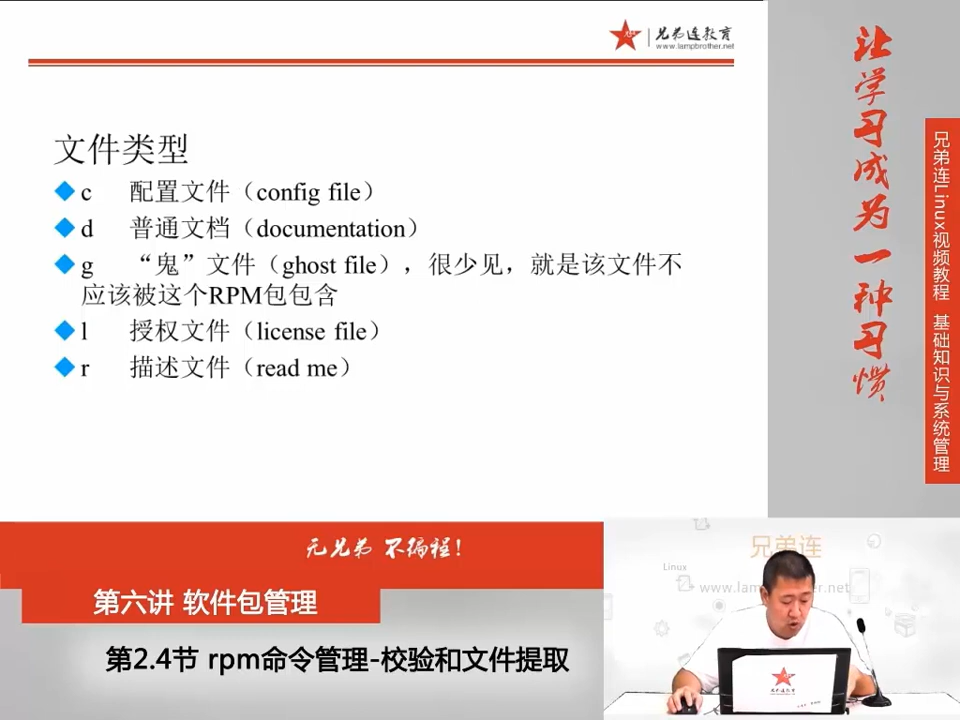 兄弟连教育
www.lampbrother.net
文件类型
c 配置文件（config file）
d 普通文档（documentation）
g “鬼”文件（ghost file），很少见，就是该文件不
应该被这个RPM包包含
l 授权文件（license file）
r 描述文件（read me）
让学习成为一种习惯
兄弟连Linux视频教程 基础知识与系统管理
无兄弟 不编程！
第六讲 软件包管理
第2.4节 rpm命令管理-校验和文件提取
兄弟连
Linux